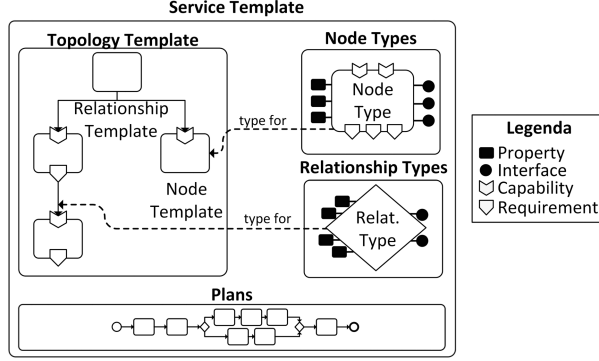 Service Template
Topology Template
Relationship
Template
Node
Template
Node Types
Node
Type
type for
Relationship Types
Relat.
Type
type for
Plans
Legenda
Property
Interface
Capability
Requirement